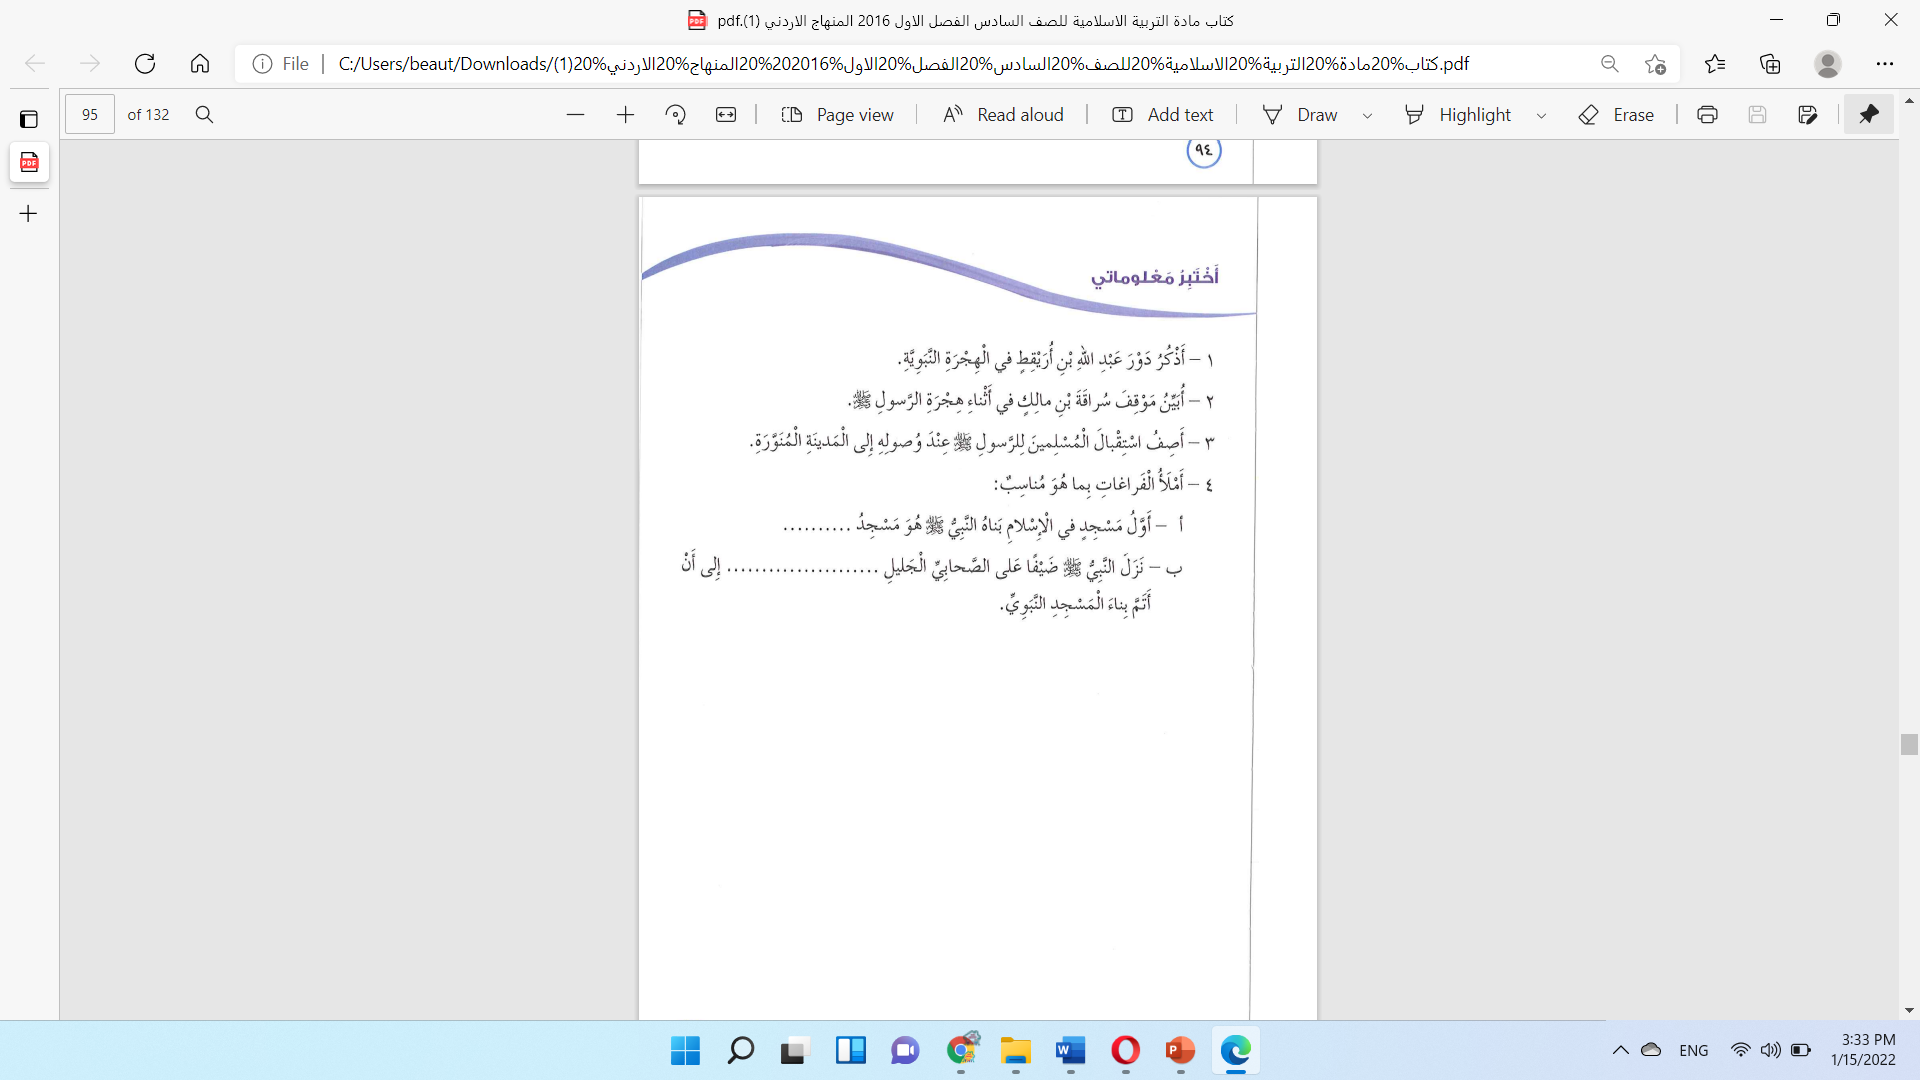 كتاب مادة التربية الاسلامية للصف السادس الفصل الاول 2016 المنهاج الاردني (1).pdf
File
C:/Users/beaut/Downloads/كتاب%20مادة%20التربية%20الاسلامية%20للصف%20السادس%20الفصل%20الاول%202016%20المنهاج%20الاردني%20(1).pdf
95 of 132
Page view
Read aloud
Add text
Draw
Highlight
Erase
٩٤
أَخْتَبِرُ مَعْلوماتي
١ – أَذْكُرُ دَوْرَ عَبْدِ اللهِ بْنِ أُرَيْقِطٍ في الْهِجْرَةِ النَّبَوِيَّةِ.
٢ – أُبَيِّنُ مَوْقِفَ سُراقَةَ بْنِ مالِكٍ في أَثْناءِ هِجْرَةِ الرَّسولِ ﷺ.
٣ – أَصِفُ اسْتِقْبالَ الْمُسْلِمينَ لِلرَّسولِ ﷺ عِنْدَ وُصولِهِ إِلى الْمَدينَةِ الْمُنَوَّرَةِ.
٤ – أَمْلَأُ الْفَراغاتِ بِما هُوَ مُناسِبٌ:
أ – أَوَّلُ مَسْجِدٍ في الْإِسْلامِ بَناهُ النَّبِيُّ ﷺ هُوَ مَسْجِدُ ..........
ب – نَزَلَ النَّبِيُّ ﷺ ضَيْفًا عَلى الصَّحابِيِّ الْجَليلِ ...................... إِلى أَنْ
أَتَمَّ بِناءَ الْمَسْجِدِ النَّبَوِيِّ.
ENG
3:33 PM
1/15/2022